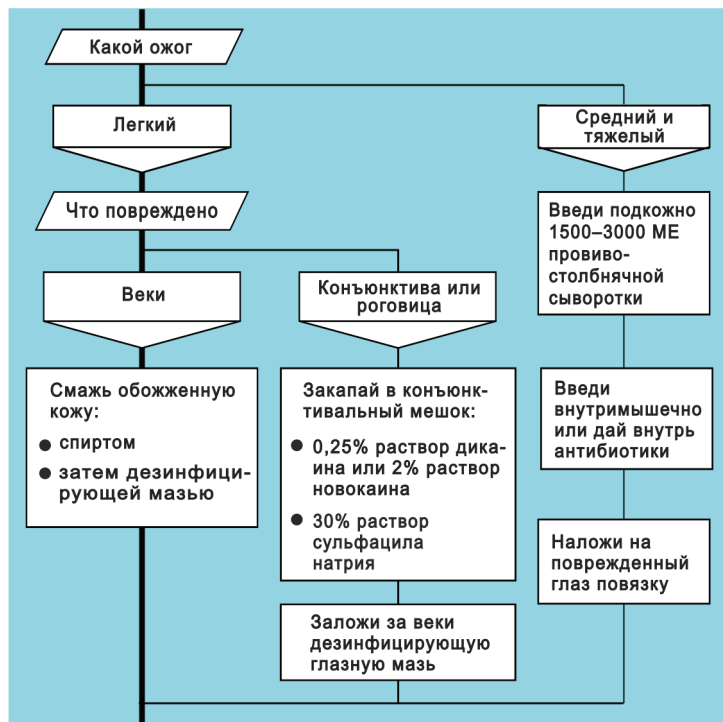 Какой ожог
Легкий
Средний и
тяжелый
Что повреждено
Введи подкожно
1500–3000 МЕ
провиво-
столбнячной
сыворотки
Веки
Конъюнктива или
роговица
Смажь обожженную
кожу:
● спиртом
● затем дезинфици-
рующей мазью
Закапай в конъюнк-
тивальный мешок:
● 0,25% раствор дика-
ина или 2% раствор
новокаина
● 30% раствор
сульфацила
натрия
Введи
внутримышечно
или дай внутрь
антибиотики
Наложи на
поврежденный
глаз повязку
Заложи за веки
дезинфицирующую
глазную мазь